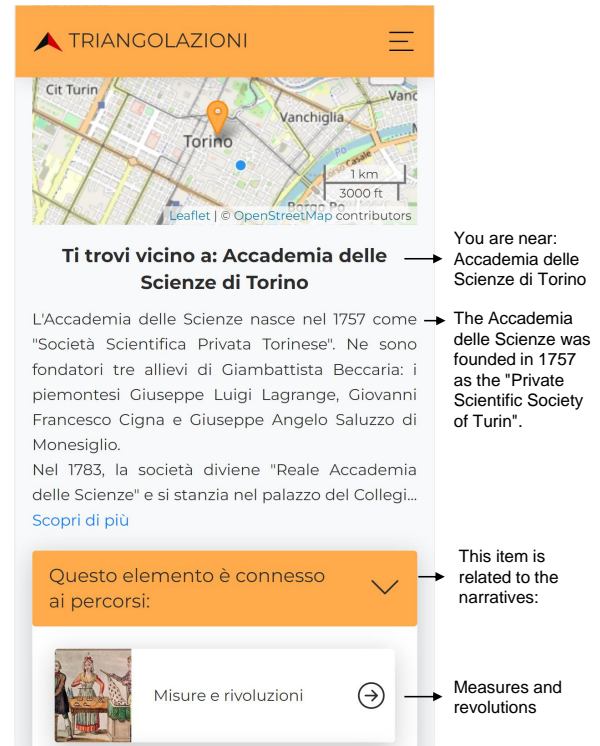 TRIANGOLAZIONI
Cit Turin
Vanc
Vanchiglia
Torino
Po
Corso Casale
1 km
3000 ft
Borgo Po
Leaflet | © OpenStreetMap contributors
Ti trovi vicino a: Accademia delle
Scienze di Torino
L'Accademia delle Scienze nasce nel 1757 come
"Società Scientifica Privata Torinese". Ne sono
fondatori tre allievi di Giambattista Beccaria: i
piemontesi Giuseppe Luigi Lagrange, Giovanni
Francesco Cigna e Giuseppe Angelo Saluzzo di
Monesiglio.
Nel 1783, la società diviene "Reale Accademia
delle Scienze" e si stanzia nel palazzo del Collegi...
Scopri di più
Questo elemento è connesso
ai percorsi:
Misure e rivoluzioni
You are near:
Accademia delle
Scienze di Torino
The Accademia
delle Scienze was
founded in 1757
as the "Private
Scientific Society
of Turin".
This item is
related to the
narratives:
Measures and
revolutions